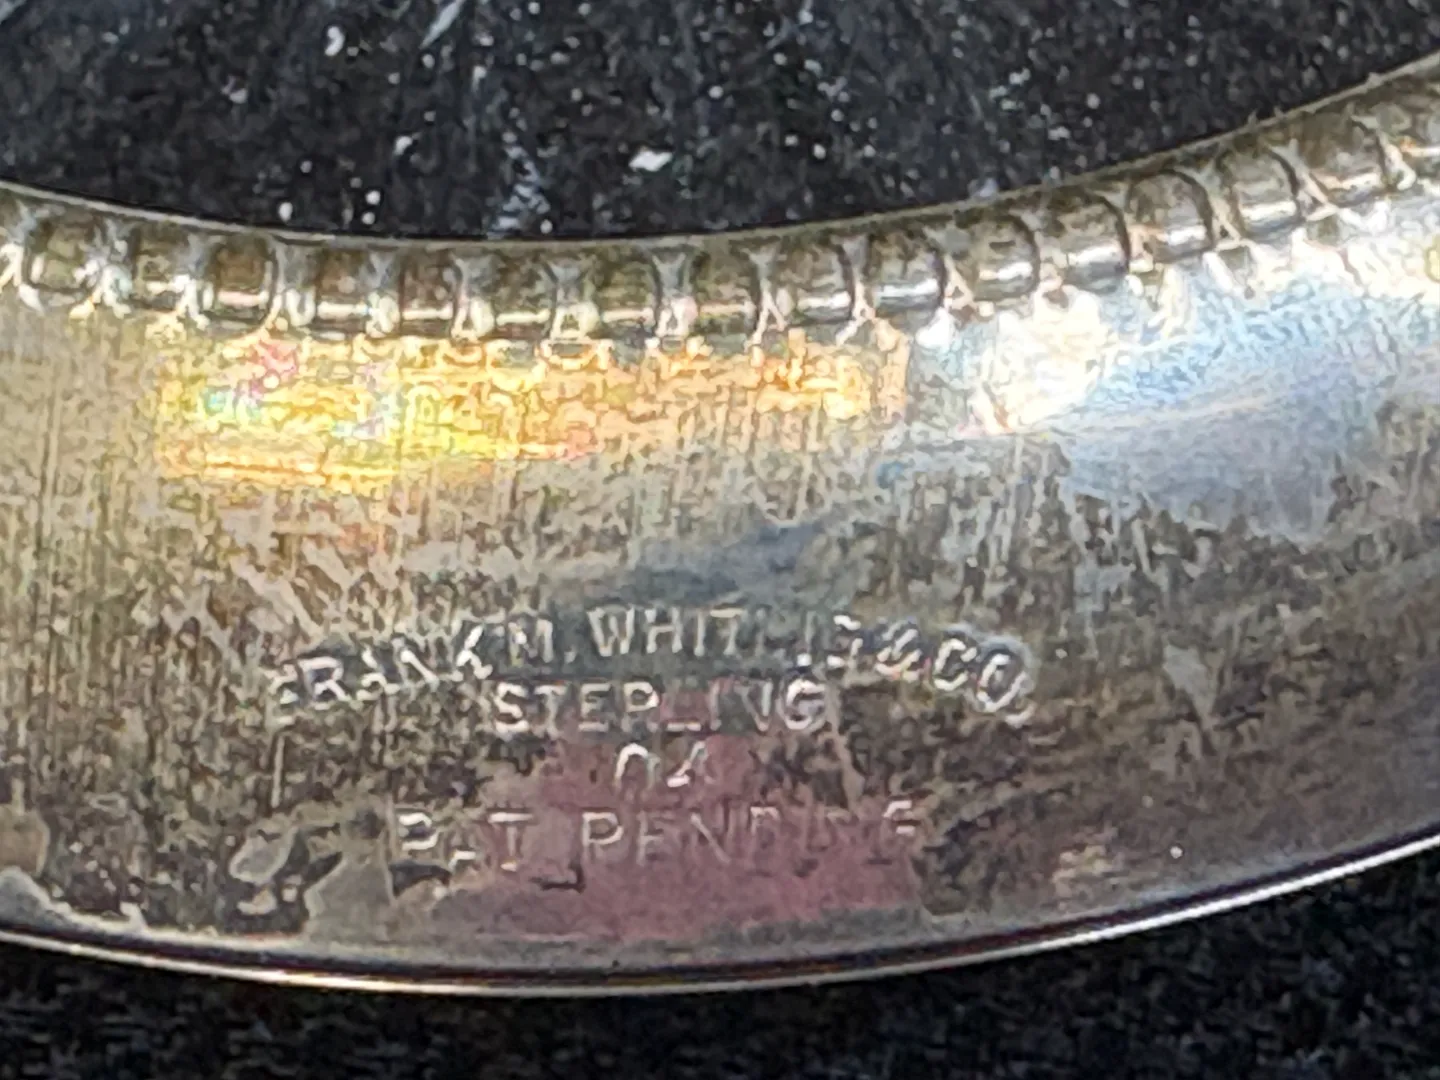 FRANK M. WHITING & CO.
STERLING
04
PAT. PENDING